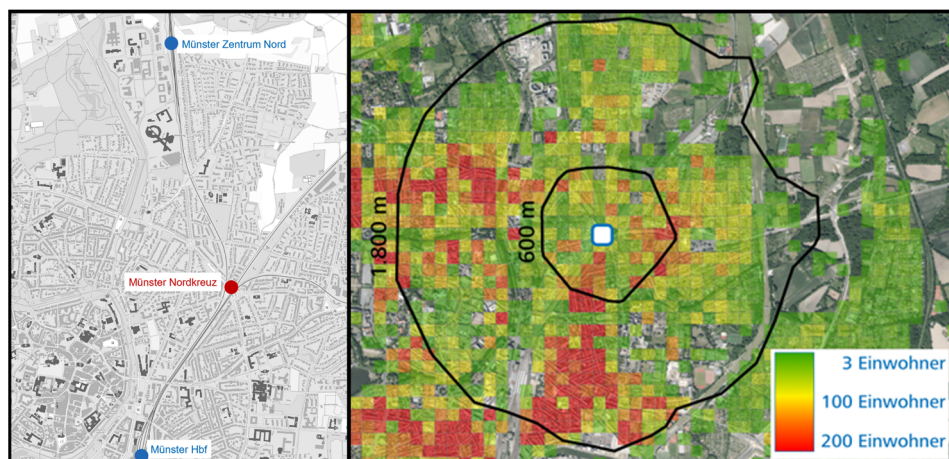 Münster Zentrum Nord
Münster Nordkreuz
Münster Hbf
1.800 m
600 m
3 Einwohner
100 Einwohner
200 Einwohner